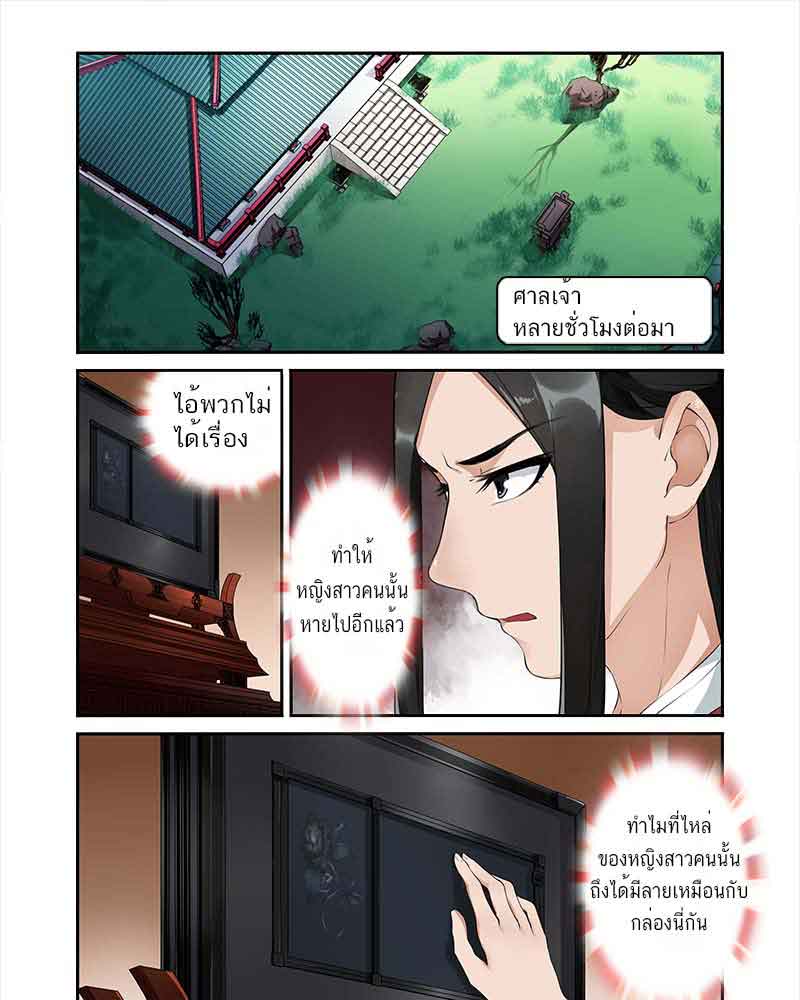 ศาลเจ้า
หลายชั่วโมงต่อมา
ไอ้พวกไม่
ได้เรื่อง
ทำให้
หญิงสาวคนนั้น
หายไปอีกแล้ว
ทำไมที่ไหล่
ของหญิงสาวคนนั้น
ถึงได้มีลายเหมือนกับ
กล่องนี่กัน